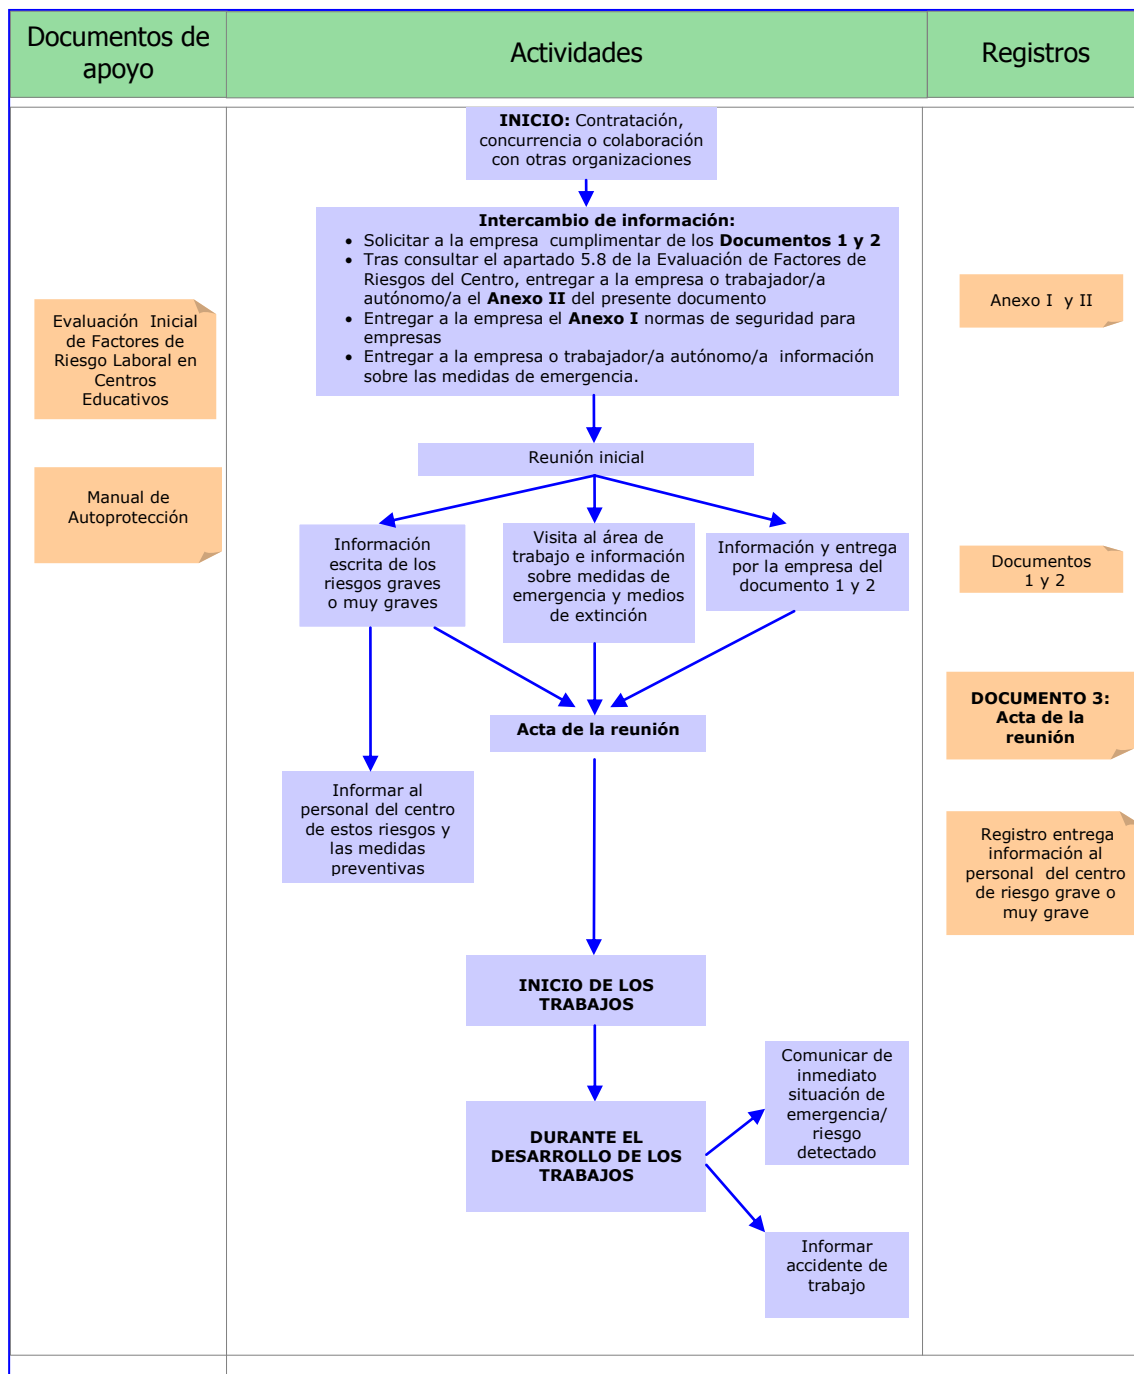 Documentos de
apoyo
Actividades
Registros
INICIO: Contratación,
concurrencia o colaboración
con otras organizaciones
Intercambio de información:
• Solicitar a la empresa cumplimentar de los Documentos 1 y 2
• Tras consultar el apartado 5.8 de la Evaluación de Factores de
Riesgos del Centro, entregar a la empresa o trabajador/a
autónomo/a el Anexo II del presente documento
• Entregar a la empresa el Anexo I normas de seguridad para
empresas
• Entregar a la empresa o trabajador/a autónomo/a información
sobre las medidas de emergencia.
Anexo I y II
Evaluación Inicial
de Factores de
Riesgo Laboral en
Centros
Educativos
Reunión inicial
Manual de
Autoprotección
Información
escrita de los
riesgos graves
o muy graves
Visita al área de
trabajo e información
sobre medidas de
emergencia y medios
de extinción
Información y entrega
por la empresa del
documento 1 y 2
Documentos
1 y 2
Acta de la reunión
DOCUMENTO 3:
Acta de la
reunión
Informar al
personal del centro
de estos riesgos y
las medidas
preventivas
Registro entrega
información al
personal del centro
de riesgo grave o
muy grave
INICIO DE LOS
TRABAJOS
DURANTE EL
DESARROLLO DE LOS
TRABAJOS
Comunicar de
inmediato
situación de
emergencia/
riesgo
detectado
Informar
accidente de
trabajo